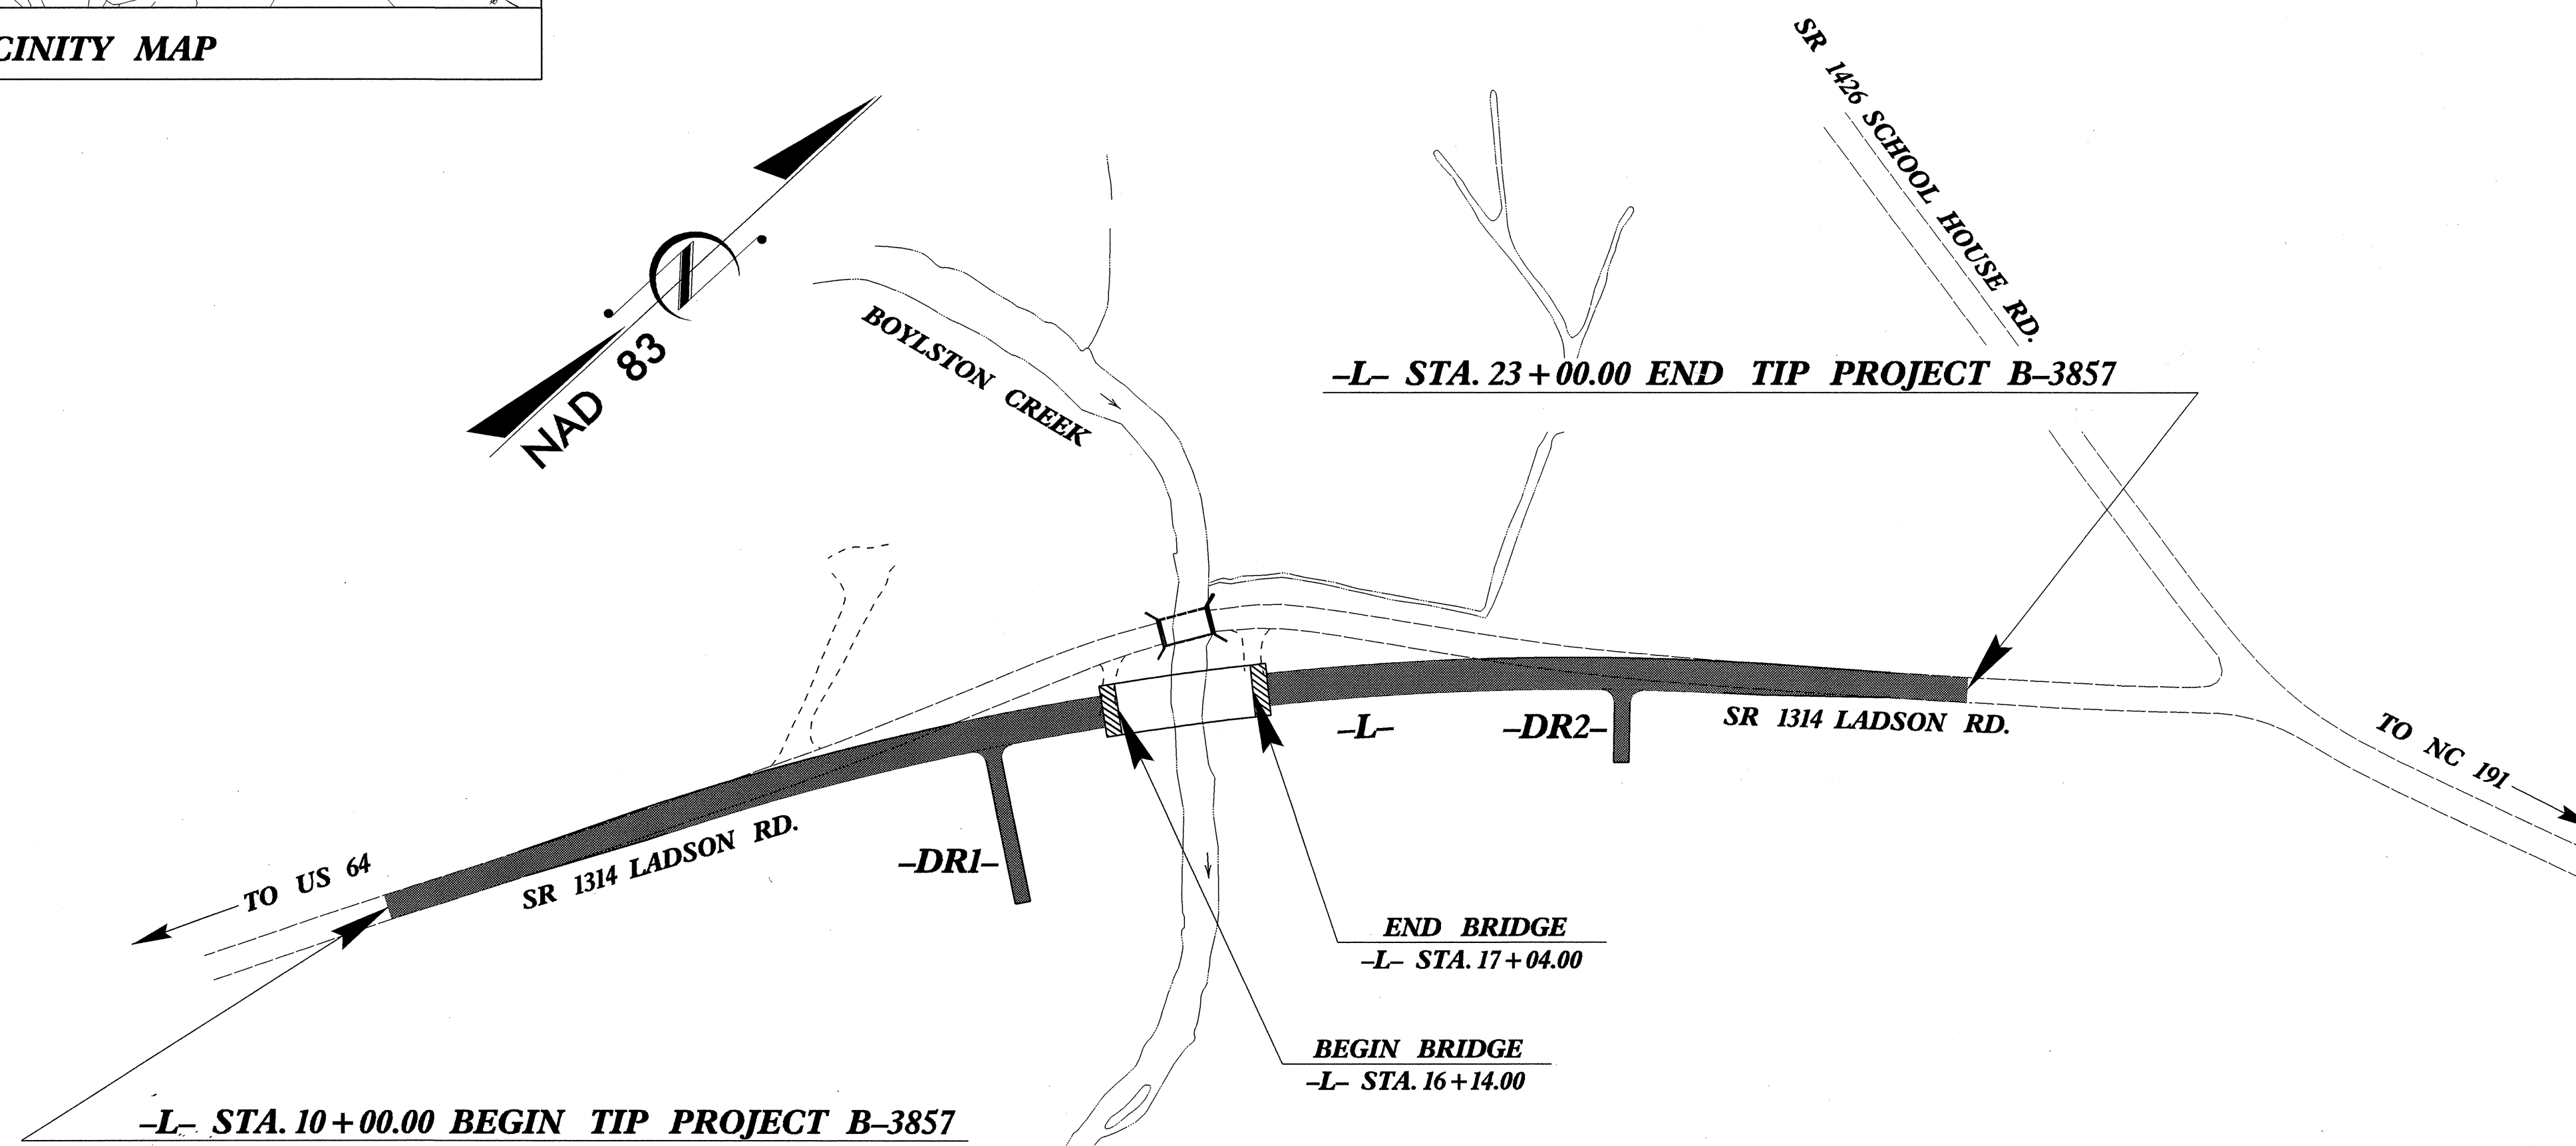 CINITY MAP
SR 1426 SCHOOL HOUSE RD.
NAD 83
BOYLSTON CREEK
–L– STA. 23+00.00 END TIP PROJECT B–3857
–L–
–DR2–
SR 1314 LADSON RD.
TO NC 191
SR 1314 LADSON RD.
–DR1–
TO US 64
END BRIDGE
–L– STA. 17+04.00
BEGIN BRIDGE
–L– STA. 16+14.00
–L– STA. 10+00.00 BEGIN TIP PROJECT B–3857